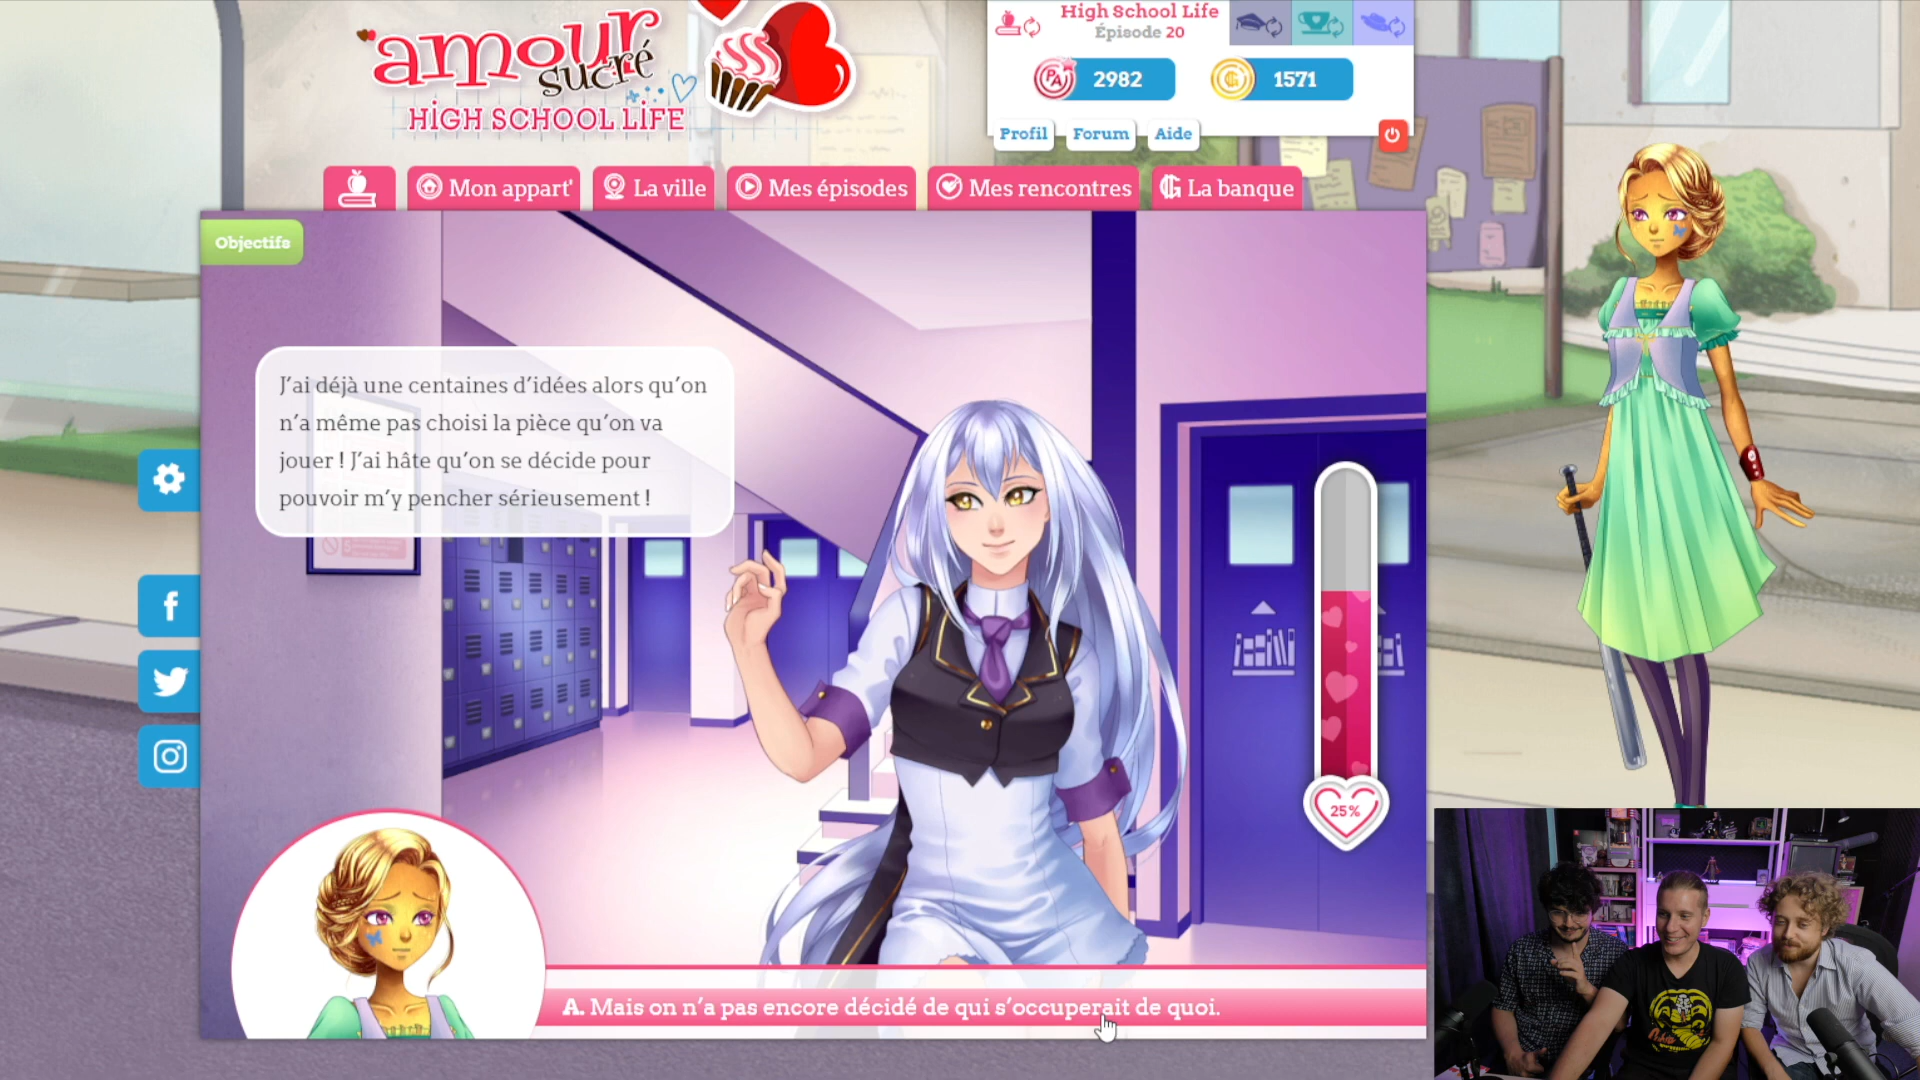 amour
sucré
HIGH SCHOOL LIFE
High School Life
Épisode 20
PA
2982
1571
Profil
Forum
Aide
Mon appart'
La ville
Mes épisodes
Mes rencontres
La banque
Objectifs
J'ai déjà une centaines d'idées alors qu'on
n'a même pas choisi la pièce qu'on va
jouer ! J'ai hâte qu'on se décide pour
pouvoir m'y pencher sérieusement !
25%
A. Mais on n'a pas encore décidé de qui s'occuperait de quoi.